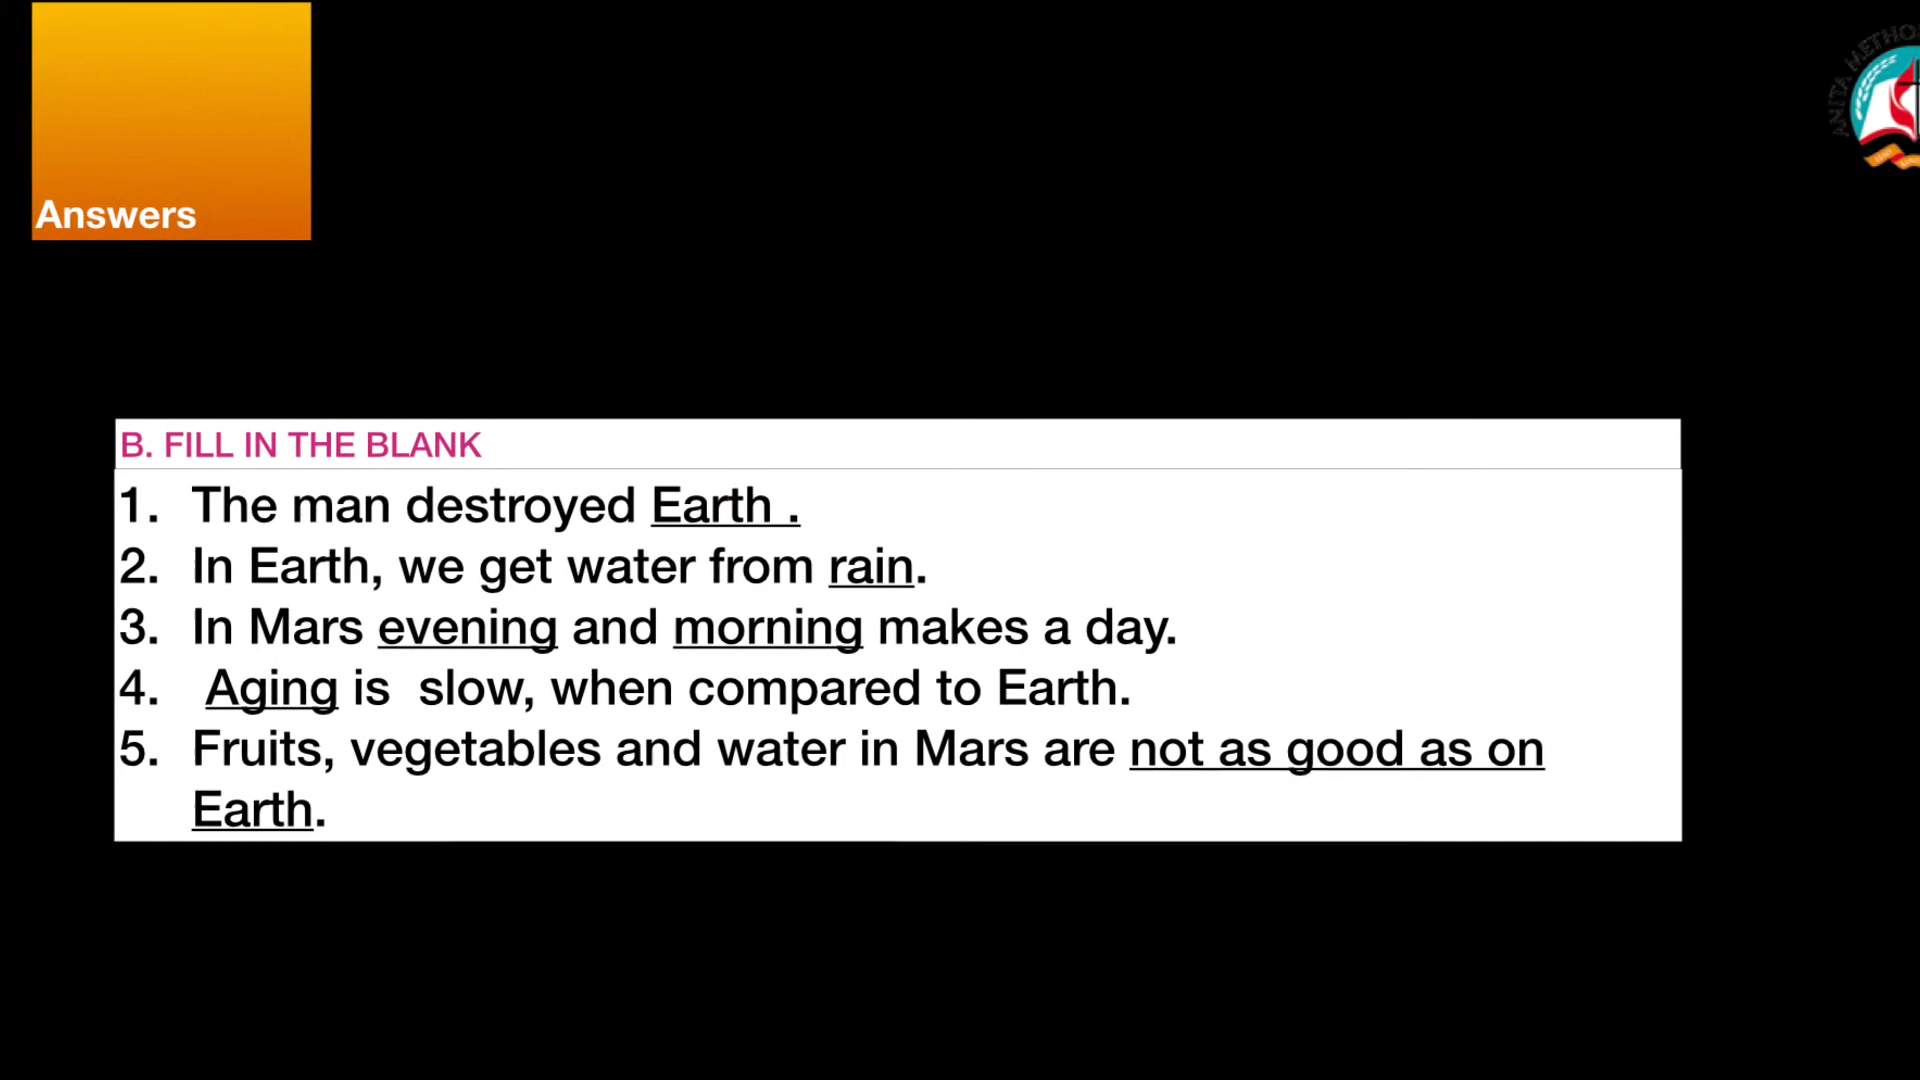 ANITA METHO
Answers
B. FILL IN THE BLANK
1. The man destroyed Earth .
2. In Earth, we get water from rain.
3. In Mars evening and morning makes a day.
4. Aging is slow, when compared to Earth.
5. Fruits, vegetables and water in Mars are not as good as on
Earth.